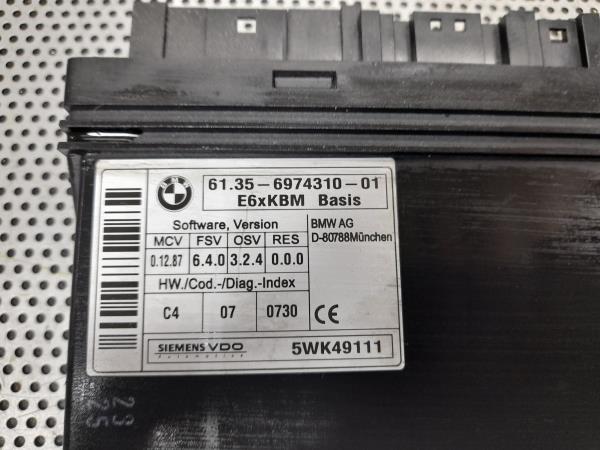 BMW
61.35-6974310-01
E6xKBM Basis
Software, Version
MCV FSV OSV RES
0.12.87 6.4.0 3.2.4 0.0.0
HW./Cod.-/Diag.-Index
C4 07 0730
BMW AG
D-80788München
CE
SIEMENS VDO
Automotive
5WK49111